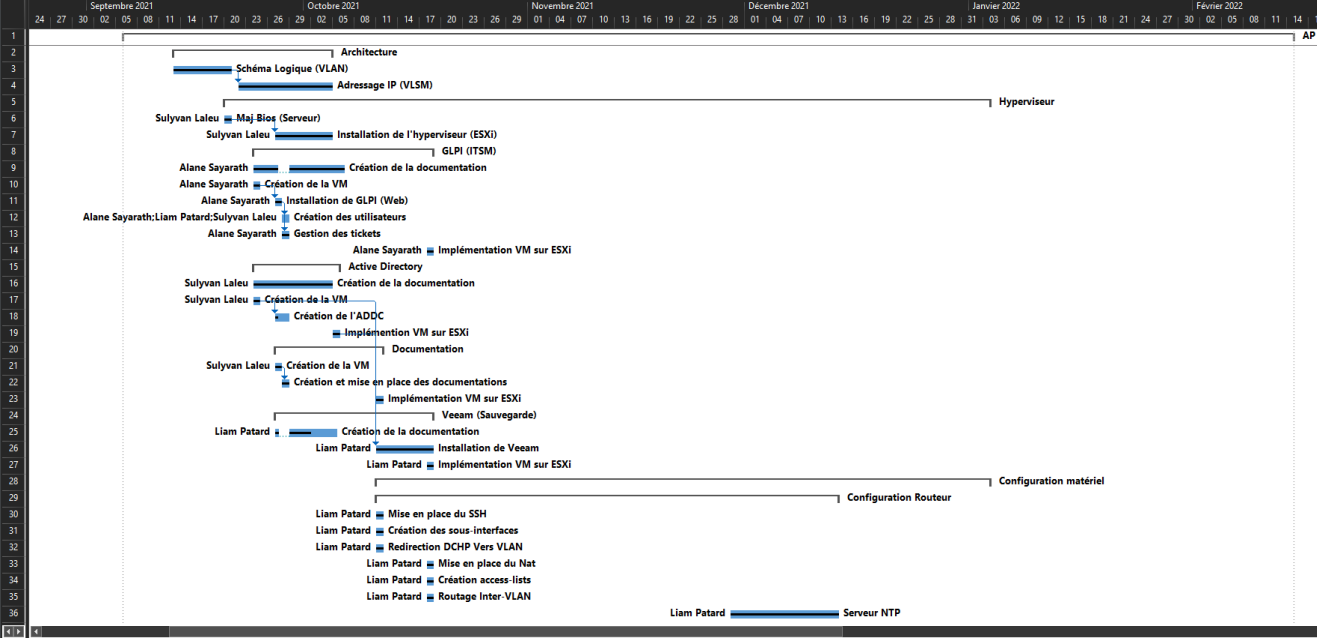 Septembre 2021 Octobre 2021 Novembre 2021 Décembre 2021 Janvier 2022 Février 2022
24 27 30 02 05 08 11 14 17 20 23 26 29 02 05 08 11 14 17 20 23 26 29 01 04 07 10 13 16 19 22 25 28 01 04 07 10 13 16 19 22 25 28 31 03 06 09 12 15 18 21 24 27 30 02 05 08 11 14
1 AP
2 Architecture
3 Schéma Logique (VLAN)
4 Adressage IP (VLSM)
5 Hyperviseur
6 Sulyvan Laleu Maj Bios (Serveur)
7 Sulyvan Laleu Installation de l'hyperviseur (ESXi)
8 GLPI (ITSM)
9 Alane Sayarath Création de la documentation
10 Alane Sayarath Création de la VM
11 Alane Sayarath Installation de GLPI (Web)
12 Alane Sayarath;Liam Patard;Sulyvan Laleu Création des utilisateurs
13 Alane Sayarath Gestion des tickets
14 Alane Sayarath Implémentation VM sur ESXi
15 Active Directory
16 Sulyvan Laleu Création de la documentation
17 Sulyvan Laleu Création de la VM
18 Création de l'ADDC
19 Implémention VM sur ESXi
20 Documentation
21 Sulyvan Laleu Création de la VM
22 Création et mise en place des documentations
23 Implémentation VM sur ESXi
24 Veeam (Sauvegarde)
25 Liam Patard Création de la documentation
26 Liam Patard Installation de Veeam
27 Liam Patard Implémentation VM sur ESXi
28 Configuration matériel
29 Configuration Routeur
30 Liam Patard Mise en place du SSH
31 Liam Patard Création des sous-interfaces
32 Liam Patard Redirection DCHP Vers VLAN
33 Liam Patard Mise en place du Nat
34 Liam Patard Création access-lists
35 Liam Patard Routage Inter-VLAN
36 Liam Patard Serveur NTP